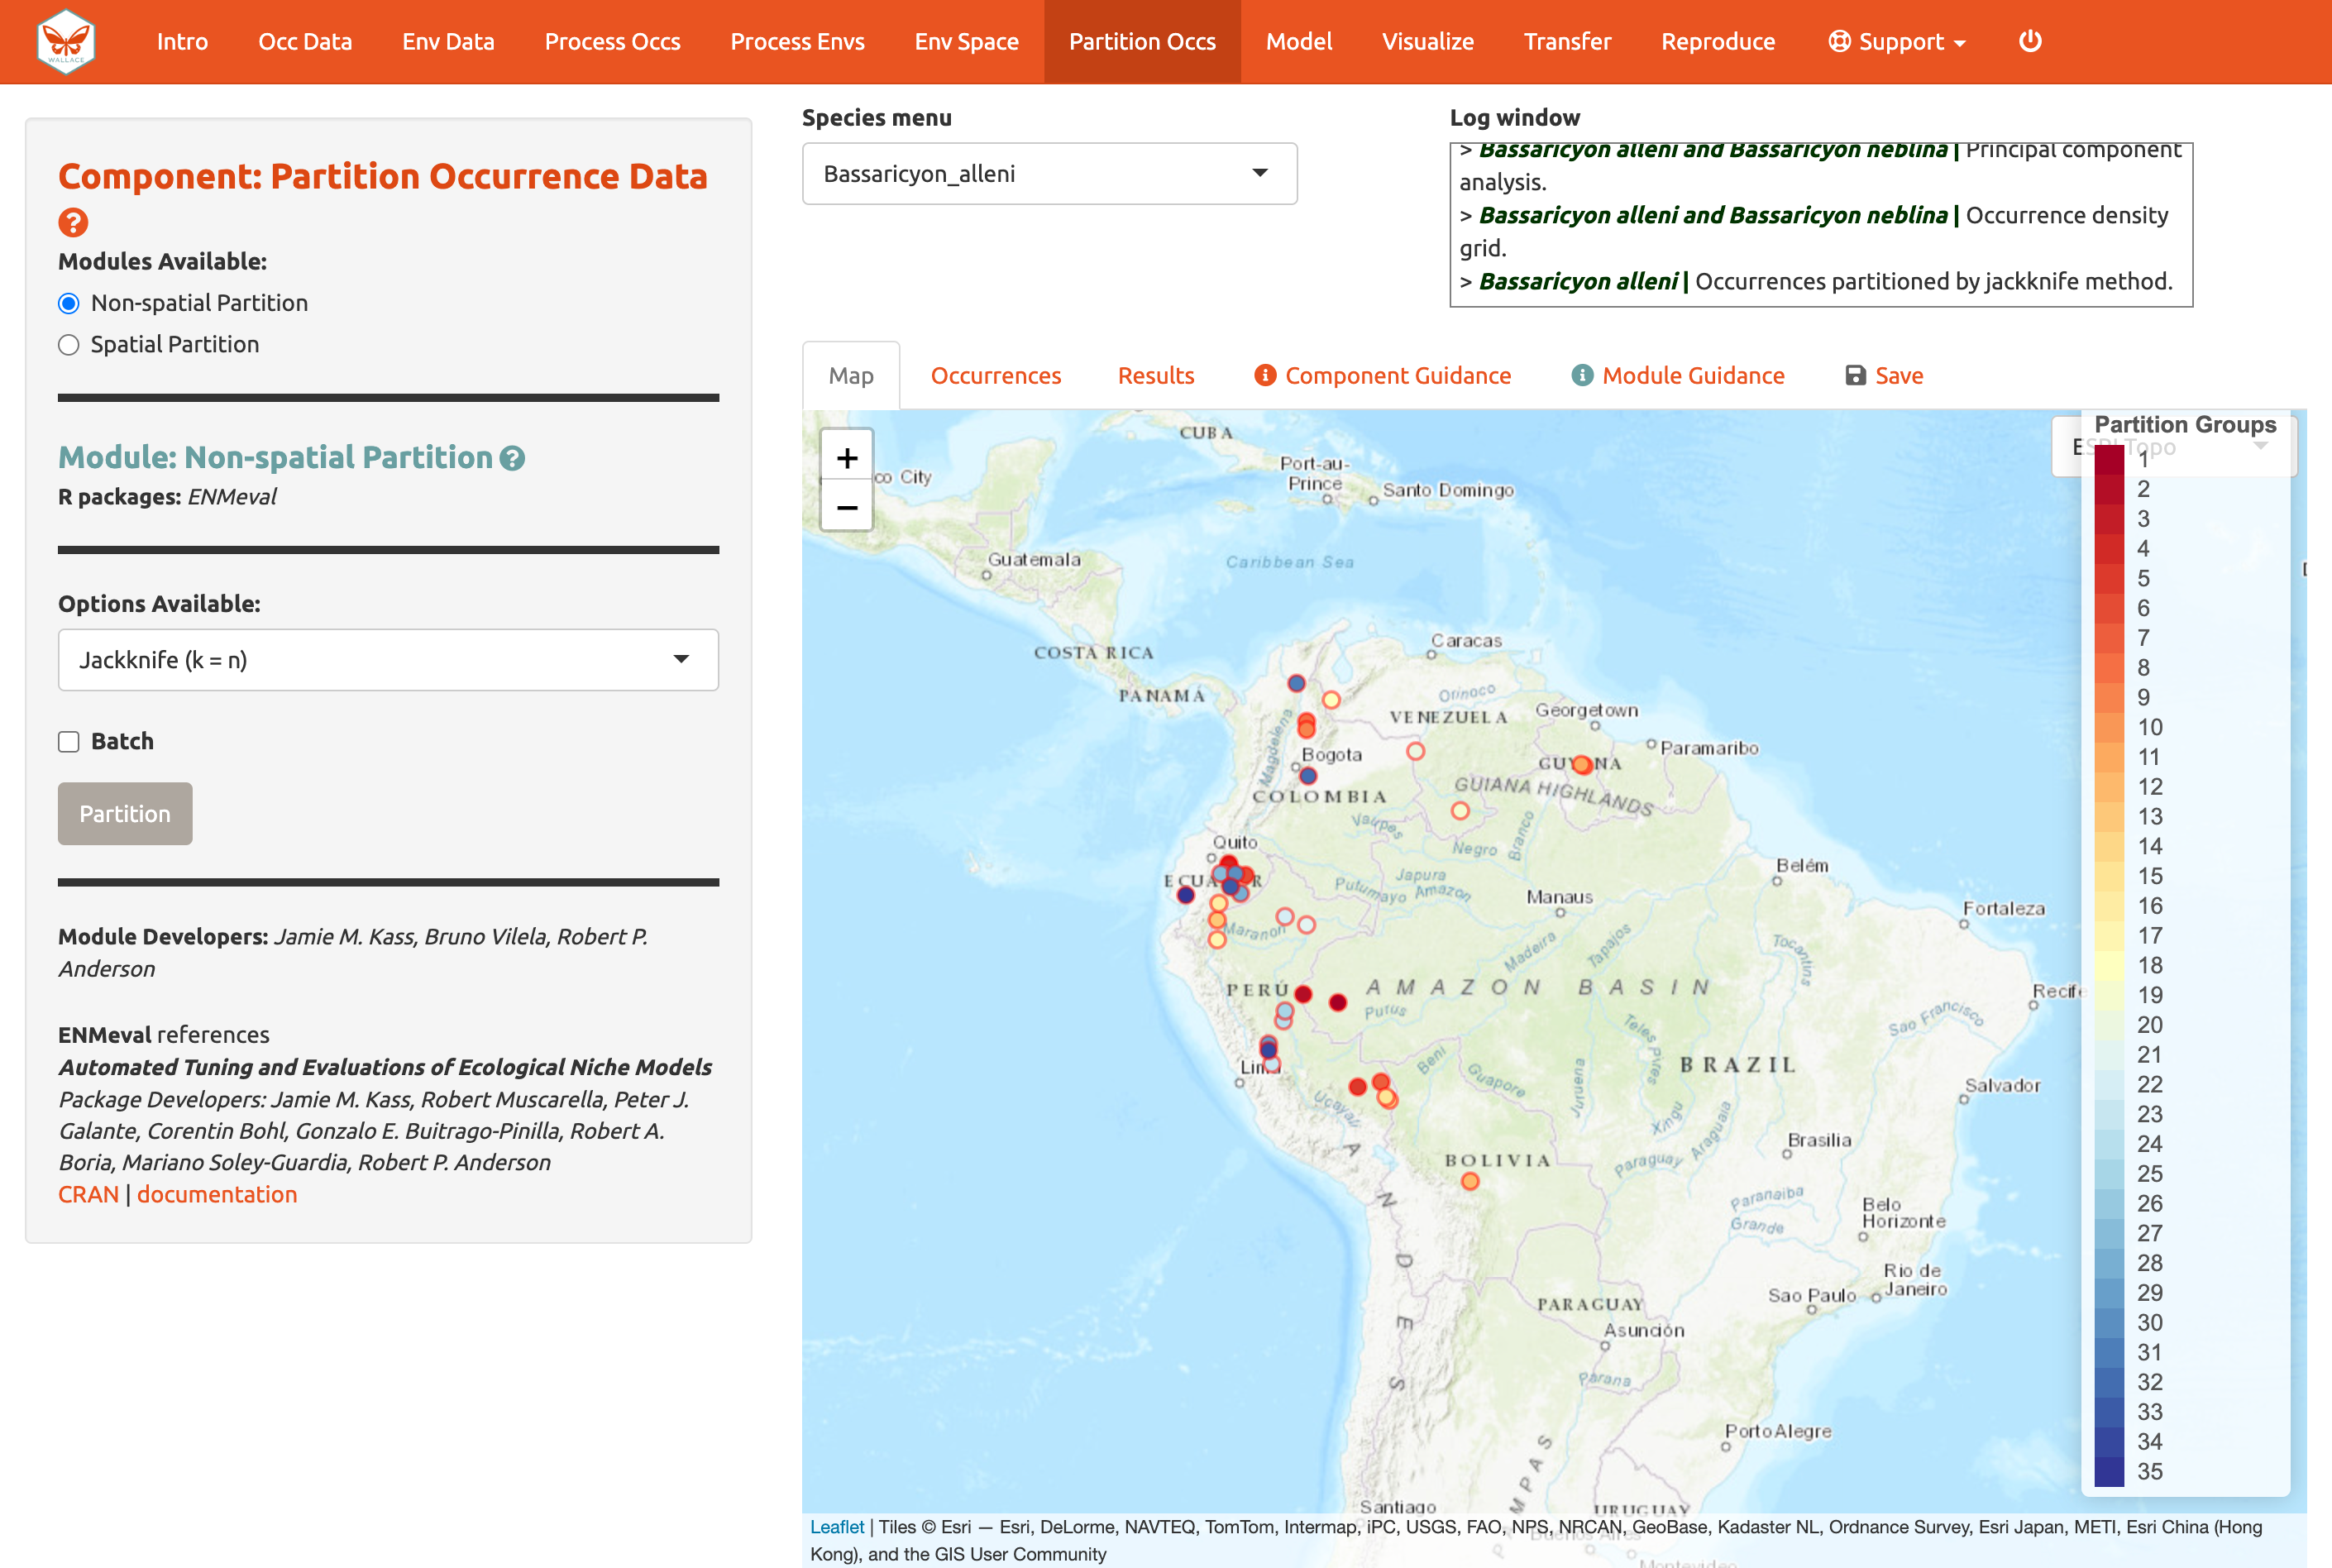 WALLACE
Intro
Occ Data
Env Data
Process Occs
Process Envs
Env Space
Partition Occs
Model
Visualize
Transfer
Reproduce
Support
Component: Partition Occurrence Data
?
Modules Available:
Non-spatial Partition
Spatial Partition
Module: Non-spatial Partition ?
R packages: ENMeval
Options Available:
Jackknife (k = n)
Batch
Partition
Module Developers: Jamie M. Kass, Bruno Vilela, Robert P.
Anderson
ENMeval references
Automated Tuning and Evaluations of Ecological Niche Models
Package Developers: Jamie M. Kass, Robert Muscarella, Peter J.
Galante, Corentin Bohl, Gonzalo E. Buitrago-Pinilla, Robert A.
Boria, Mariano Soley-Guardia, Robert P. Anderson
CRAN | documentation
Species menu
Bassaricyon_alleni
Log window
> Bassaricyon alleni and Bassaricyon neblina | Principal component
analysis.
> Bassaricyon alleni and Bassaricyon neblina | Occurrence density
grid.
> Bassaricyon alleni | Occurrences partitioned by jackknife method.
Map
Occurrences
Results
Component Guidance
Module Guidance
Save
+
−
CUBA
co City
Port-au-
Prince
Santo Domingo
Guatemala
Caribbean Sea
COSTA RICA
Caracas
PANAMÁ
Orinoco
VENEZUELA
Georgetown
Magdalena
Bogota
Paramaribo
COLOMBIA
GUIANA HIGHLANDS
Vaupes
Quito
Negro
Branco
Japura
Putumayo
Amazon
Manaus
Belém
Fortaleza
Maranon
Madeira
Tapajos
Tocantins
PERÚ
AMAZON BASIN
Purus
Recife
Sao Francisco
Teles Pires
Beni
Guapore
Juruena
BRAZIL
Ucayali
Xingu
Araguaia
Salvador
Brasilia
BOLIVIA
Paraguay
Paranaiba
Grande
Belo
Horizonte
ANDES
Rio de
Janeiro
Sao Paulo
PARAGUAY
Asunción
Parana
Porto Alegre
PAMPAS
Santiago
URUGUAY
Buenos Aires
Montevideo
ESRI Topo
Partition Groups
1
2
3
4
5
6
7
8
9
10
11
12
13
14
15
16
17
18
19
20
21
22
23
24
25
26
27
28
29
30
31
32
33
34
35
Leaflet | Tiles © Esri — Esri, DeLorme, NAVTEQ, TomTom, Intermap, iPC, USGS, FAO, NPS, NRCAN, GeoBase, Kadaster NL, Ordnance Survey, Esri Japan, METI, Esri China (Hong
Kong), and the GIS User Community